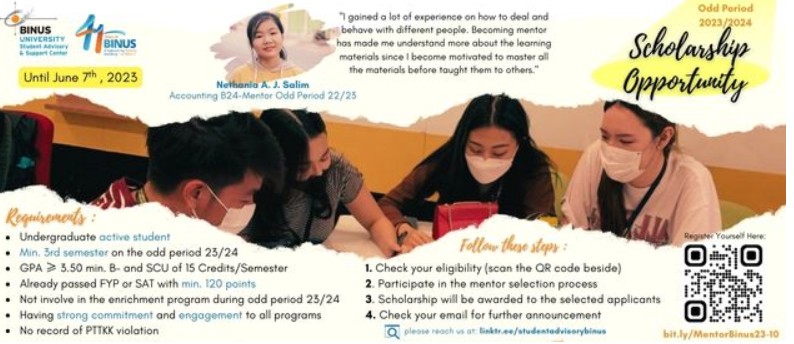 BINUS
UNIVERSITY
Student Advisory
& Support Center
41
BINUS
Until June 7th , 2023
Nethania A. J. Salim
Accounting B24-Mentor Odd Period 22/23
"I gained a lot of experience on how to deal and
behave with different people. Becoming mentor
has made me understand more about the learning
materials since I become motivated to master all
the materials before taught them to others."
Odd Period
2023/2024
Scholarship
Opportunity
Requirements :
• Undergraduate active student
• Min. 3rd semester on the odd period 23/24
• GPA ⩾ 3.50 min. B- and SCU of 15 Credits/Semester
• Already passed FYP or SAT with min. 120 points
• Not involve in the enrichment program during odd period 23/24
• Having strong commitment and engagement to all programs
• No record of PTTKK violation
Follow these steps :
1. Check your eligibility (scan the QR code beside)
2. Participate in the mentor selection process
3. Scholarship will be awarded to the selected applicants
4. Check your email for further announcement
please reach us at: linktr.ee/studentadvisorybinus
Register Yourself Here:
bit.ly/MentorBinus23-10